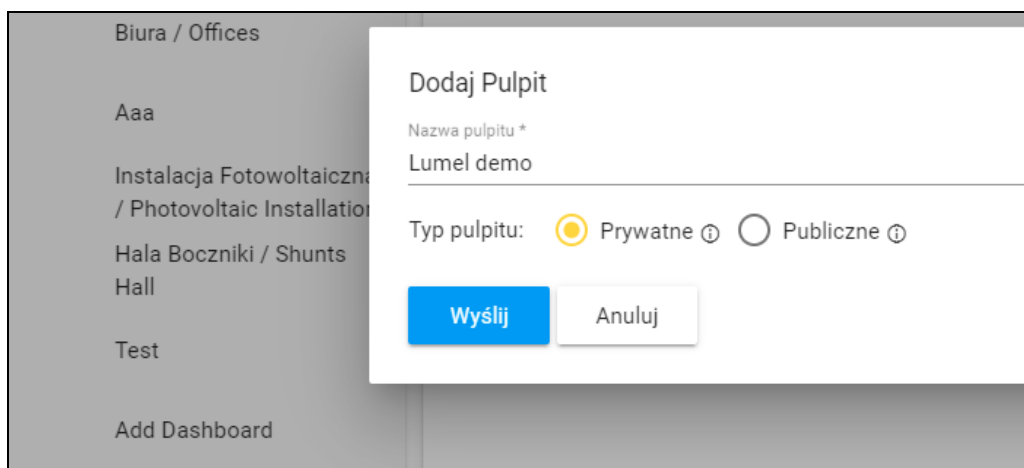 Biura / Offices
Aaa
Instalacja Fotowoltaiczna
/ Photovoltaic Installation
Hala Boczniki / Shunts
Hall
Test
Add Dashboard
Dodaj Pulpit
Nazwa pulpitu *
Lumel demo
Typ pulpitu: Prywatne Publiczne
Wyślij Anuluj